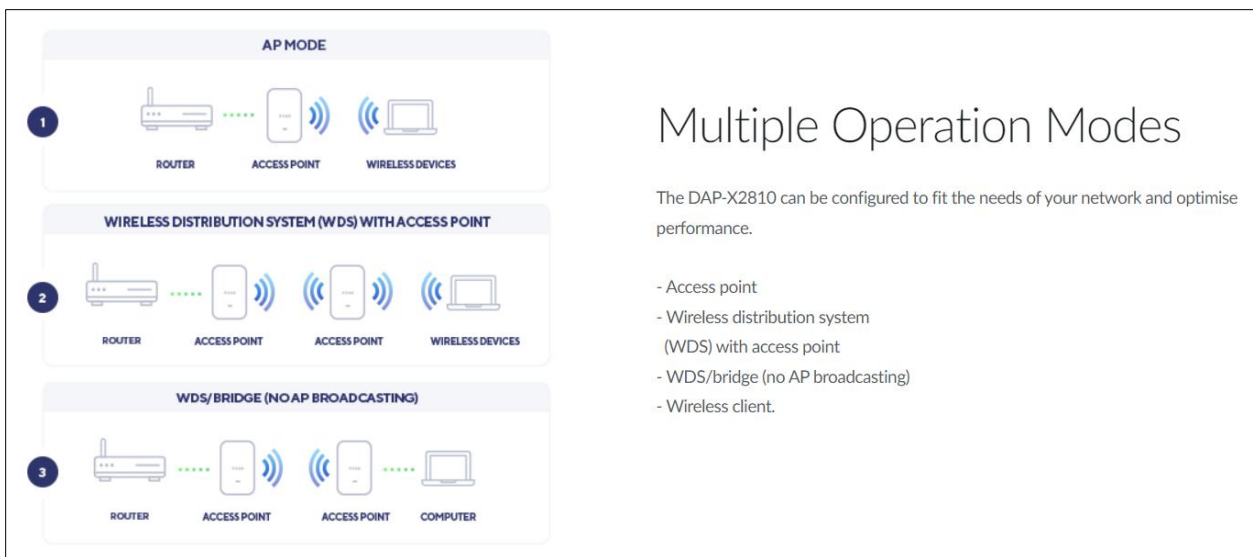 AP MODE
1
ROUTER ACCESS POINT WIRELESS DEVICES
WIRELESS DISTRIBUTION SYSTEM (WDS) WITH ACCESS POINT
2
ROUTER ACCESS POINT ACCESS POINT WIRELESS DEVICES
WDS/BRIDGE (NO AP BROADCASTING)
3
ROUTER ACCESS POINT ACCESS POINT COMPUTER
Multiple Operation Modes
The DAP-X2810 can be configured to fit the needs of your network and optimise
performance.
- Access point
- Wireless distribution system
(WDS) with access point
- WDS/bridge (no AP broadcasting)
- Wireless client.